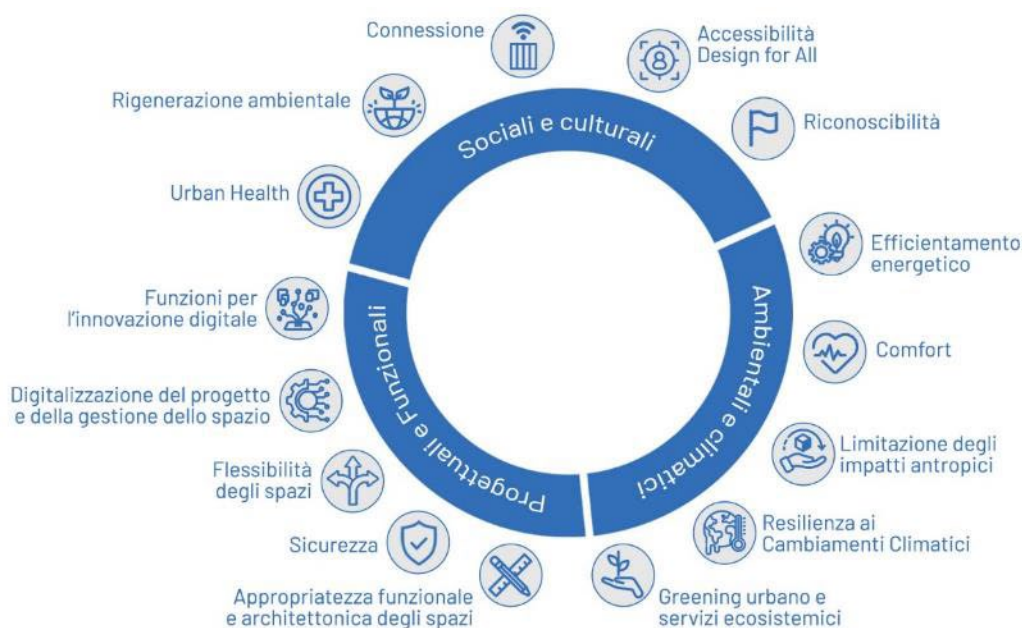 Connessione
Accessibilità
Design for All
Rigenerazione ambientale
Riconoscibilità
Sociali e culturali
Urban Health
Efficientamento
energetico
Funzioni per
l'innovazione digitale
Ambientali e climatici
Comfort
Digitalizzazione del progetto
e della gestione dello spazio
Progettuali e Funzionali
Limitazione degli
impatti antropici
Flessibilità
degli spazi
Resilienza ai
Cambiamenti Climatici
Sicurezza
Appropriatezza funzionale
e architettonica degli spazi
Greening urbano e
servizi ecosistemici